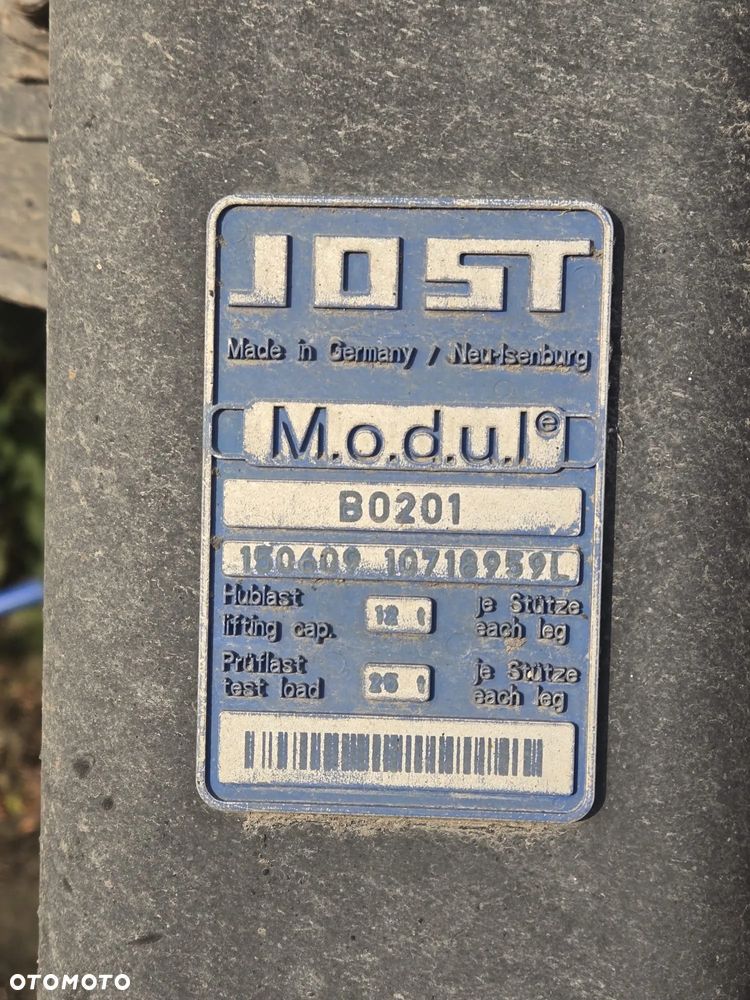 JOST
Made in Germany / Neu-Isenburg
M.o.d.u.l®
B0201
150609 10718959L
Hublast 12 t je Stütze
lifting cap. each leg
Prüflast 25 t je Stütze
test load each leg
OTOMOTO